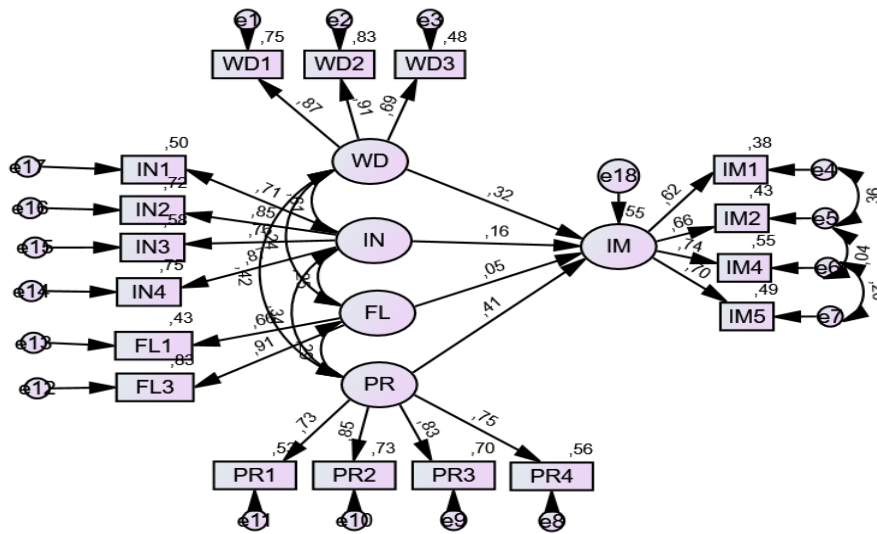 e1 e2 e3
,75 ,83 ,48
WD1 WD2 WD3
,87 ,91 ,69
WD
e17 ,50 IN1 ,71
e16 ,72 IN2 ,85
e15 ,58 IN3
e14 ,75 IN4
IN
e13 ,43 FL1
e12 ,83 FL3 ,91
FL
,42
PR
,32
,16
,05
,41
e18
,55
IM
,62 ,38 IM1 e4
,66 ,43 IM2 e5
,74 ,55 IM4 e6
,70 ,49 IM5 e7
,36
,04
,73 ,85 ,83 ,75
,73 ,70 ,56
PR1 PR2 PR3 PR4
e11 e10 e9 e8